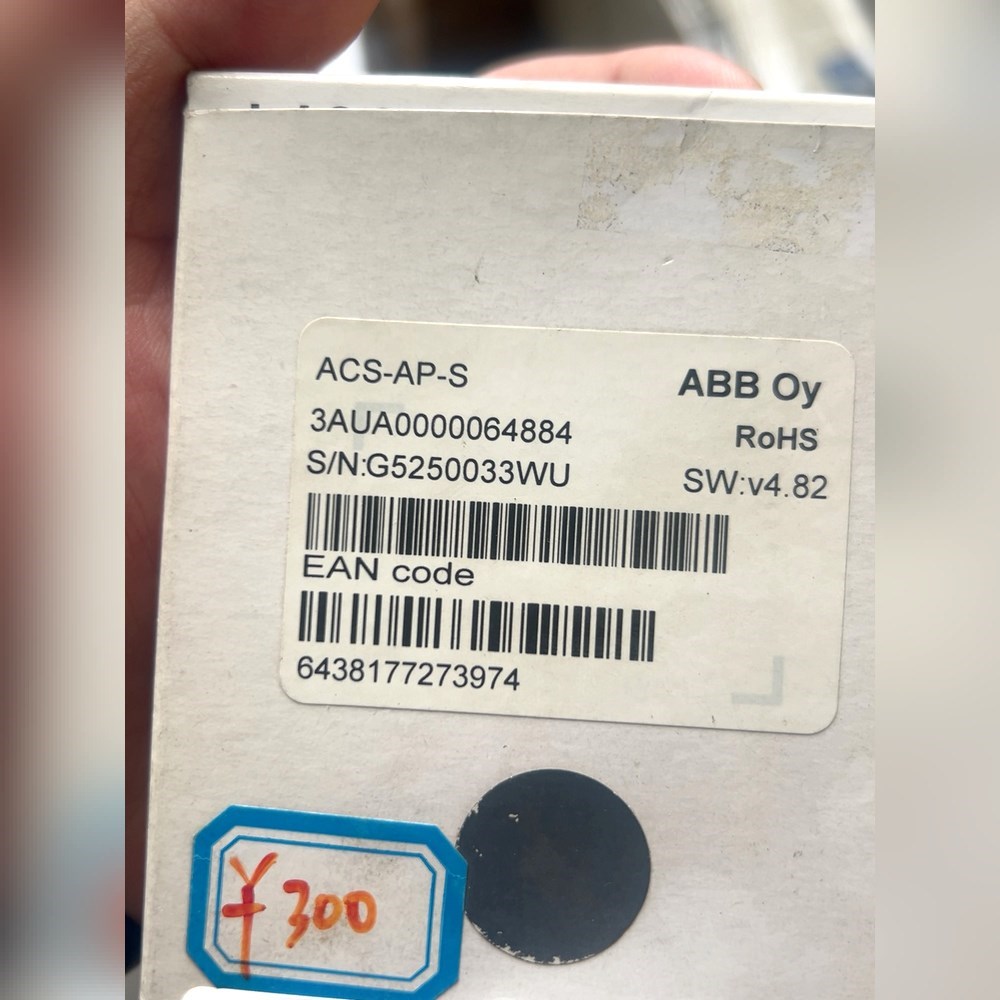 ACS-AP-S
ABB Oy
3AUA0000064884
RoHS
S/N:G5250033WU
SW:v4.82
EAN code
6438177273974
¥300